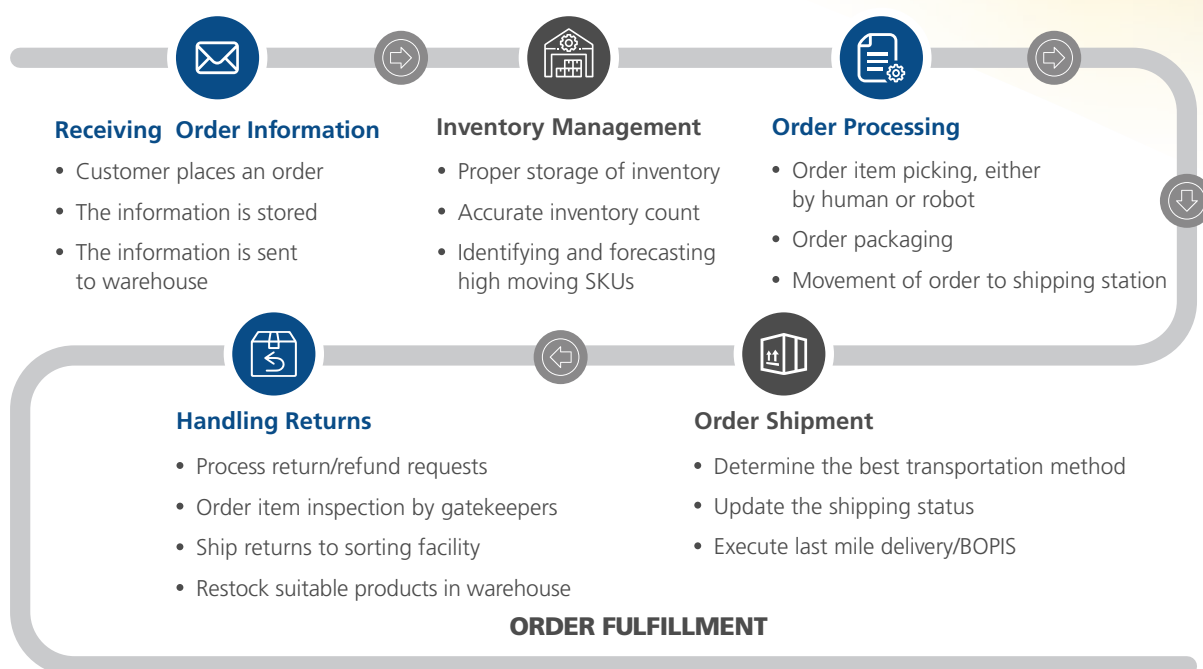 Receiving Order Information
• Customer places an order
• The information is stored
• The information is sent
to warehouse
Inventory Management
• Proper storage of inventory
• Accurate inventory count
• Identifying and forecasting
high moving SKUs
Order Processing
• Order item picking, either
by human or robot
• Order packaging
• Movement of order to shipping station
Order Shipment
• Determine the best transportation method
• Update the shipping status
• Execute last mile delivery/BOPIS
Handling Returns
• Process return/refund requests
• Order item inspection by gatekeepers
• Ship returns to sorting facility
• Restock suitable products in warehouse
ORDER FULFILLMENT